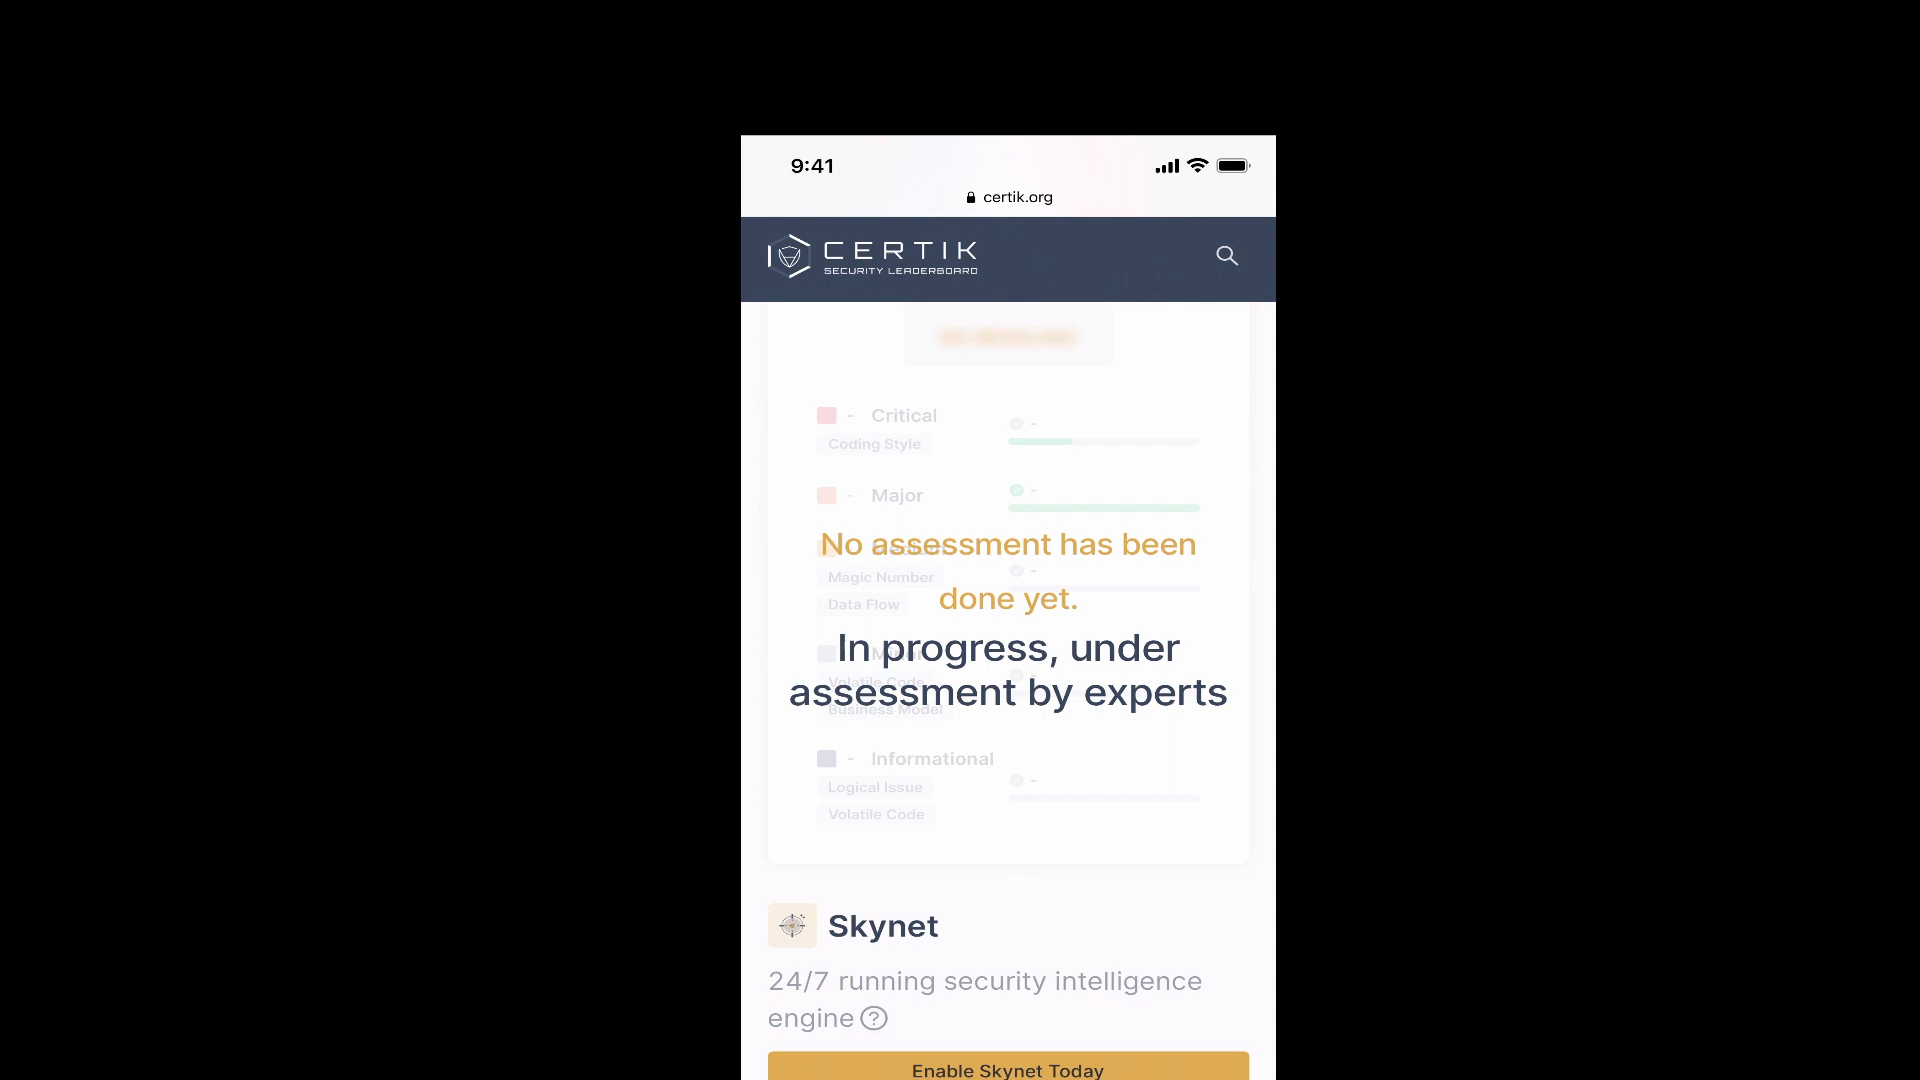 9:41
certik.org
CERTIK
SECURITY LEADERBOARD
- Critical
-
Coding Style
- Major
-
No assessment has been
done yet.
Magic Number
-
Data Flow
In progress, under
assessment by experts
Minor
Volatile Code
-
Business Model
- Informational
-
Logical Issue
Volatile Code
Skynet
24/7 running security intelligence
engine ?
Enable Skynet Today